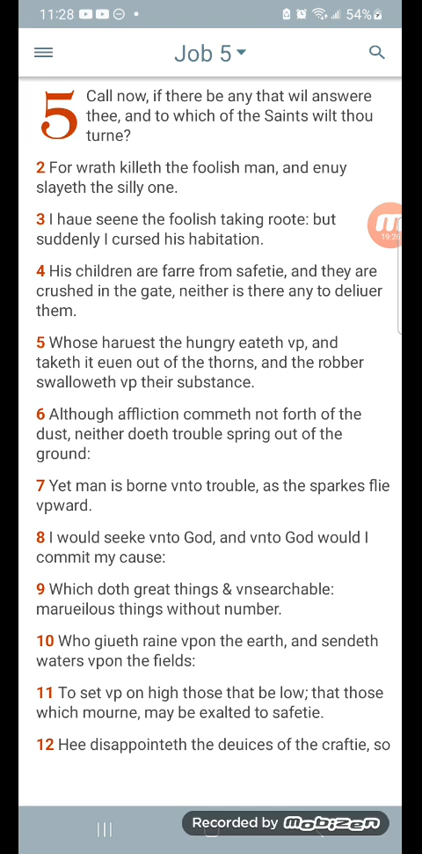 11:28 54%
Job 5
5 Call now, if there be any that wil answere
thee, and to which of the Saints wilt thou
turne?
2 For wrath killeth the foolish man, and enuy
slayeth the silly one.
3 I haue seene the foolish taking roote: but
suddenly I cursed his habitation.
19:26
4 His children are farre from safetie, and they are
crushed in the gate, neither is there any to deliuer
them.
5 Whose haruest the hungry eateth vp, and
taketh it euen out of the thorns, and the robber
swalloweth vp their substance.
6 Although affliction commeth not forth of the
dust, neither doeth trouble spring out of the
ground:
7 Yet man is borne vnto trouble, as the sparkes flie
vpward.
8 I would seeke vnto God, and vnto God would I
commit my cause:
9 Which doth great things & vnsearchable:
marueilous things without number.
10 Who giueth raine vpon the earth, and sendeth
waters vpon the fields:
11 To set vp on high those that be low; that those
which mourne, may be exalted to safetie.
12 Hee disappointeth the deuices of the craftie, so
Recorded by mobizen